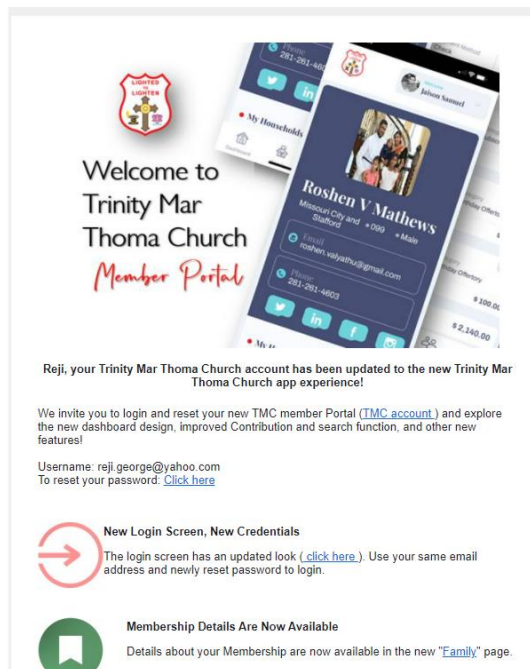 LIGHTED
TO
LIGHTEN
Welcome to
Trinity Mar
Thoma Church
Member Portal
Phone
My Households
Jaison Samuel
Roshen V Mathews
Missouri City and
Stafford
099
Male
Email
roshen.valyathu@gmail.com
Phone
281-261-4603
$ 100.00
$ 2,140.00
Reji, your Trinity Mar Thoma Church account has been updated to the new Trinity Mar
Thoma Church app experience!
We invite you to login and reset your new TMC member Portal (TMC account ) and explore
the new dashboard design, improved Contribution and search function, and other new
features!
Username: reji.george@yahoo.com
To reset your password: Click here
New Login Screen, New Credentials
The login screen has an updated look ( click here ). Use your same email
address and newly reset password to login.
Membership Details Are Now Available
Details about your Membership are now available in the new "Family" page.